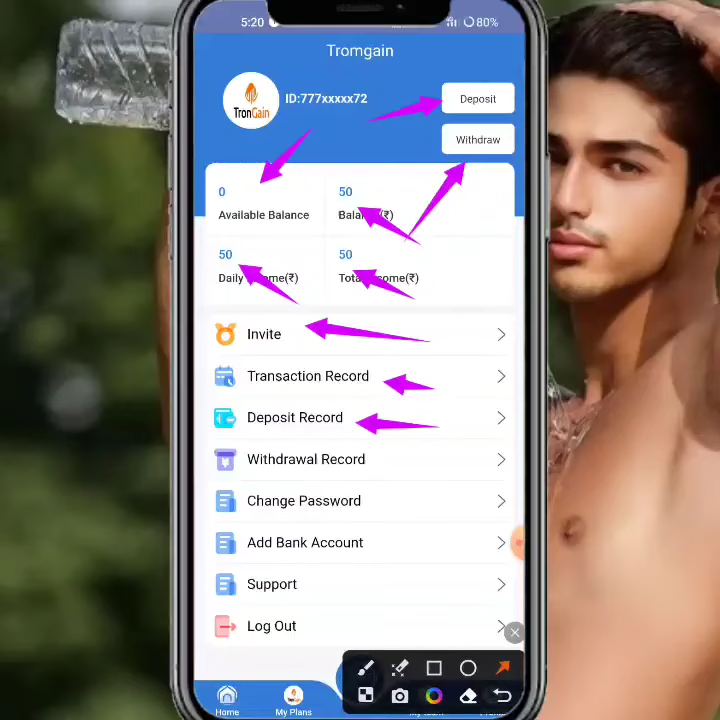 5:20
80%
Tromgain
TronGain
ID:777xxxxx72
Deposit
Withdraw
0
50
Available Balance
(₹)
50
50
Daily
Invite
Transaction Record
Deposit Record
Withdrawal Record
Change Password
Add Bank Account
Support
Log Out
Home
My Plans